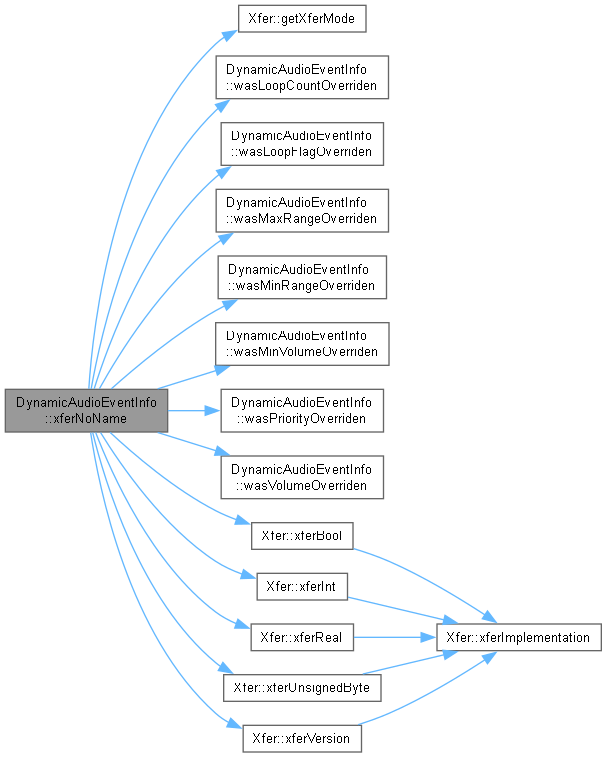 Xfer::getXferMode
DynamicAudioEventInfo
::wasLoopCountOverriden
DynamicAudioEventInfo
::wasLoopFlagOverriden
DynamicAudioEventInfo
::wasMaxRangeOverriden
DynamicAudioEventInfo
::wasMinRangeOverriden
DynamicAudioEventInfo
::wasMinVolumeOverriden
DynamicAudioEventInfo
::xferNoName
DynamicAudioEventInfo
::wasPriorityOverriden
DynamicAudioEventInfo
::wasVolumeOverriden
Xfer::xferBool
Xfer::xferInt
Xfer::xferReal
Xfer::xferImplementation
Xfer::xferUnsignedByte
Xfer::xferVersion